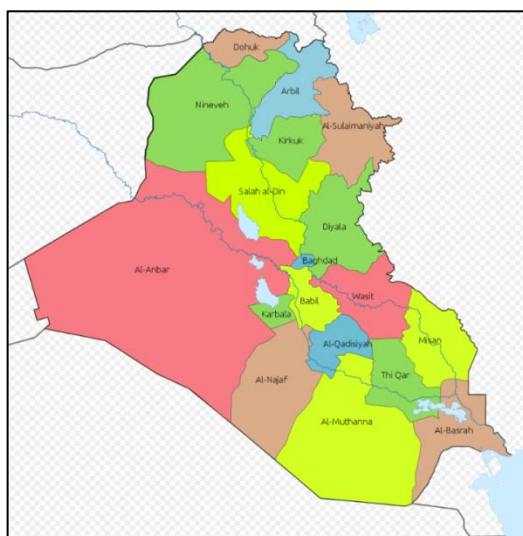 Dohuk
Arbil
Nineveh
Al-Sulaimaniyah
Kirkuk
Salah al-Din
Diyala
Baghdad
Al-Anbar
Wasit
Babil
Karbala
Al-Qadisiyah
Misan
Thi Qar
Al-Najaf
Al-Muthanna
Al-Basrah